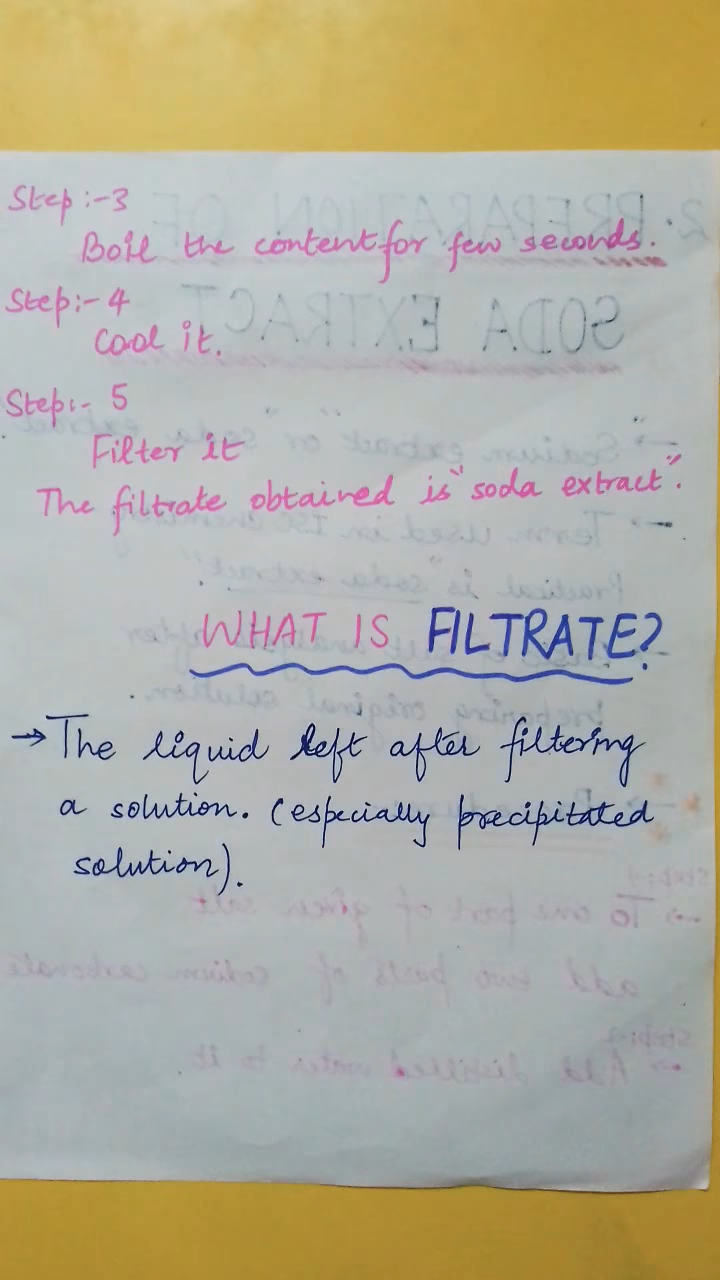 Step:-3
Boil the content for few seconds.
Step:- 4
Cool it.
Step:- 5
Filter it
The filtrate obtained is "soda extract".
WHAT IS FILTRATE?
→ The liquid left after filtering
a solution. (especially precipitated
solution).